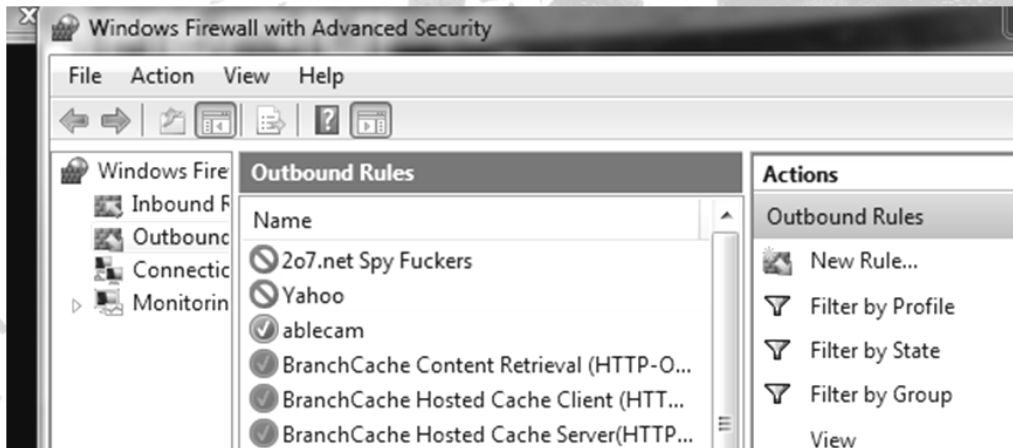 Windows Firewall with Advanced Security
File Action View Help
Windows Fire
Inbound R
Outbound
Connectio
Monitorin
Outbound Rules
Name
2o7.net Spy Fuckers
Yahoo
ablecam
BranchCache Content Retrieval (HTTP-O...
BranchCache Hosted Cache Client (HTT...
BranchCache Hosted Cache Server(HTTP...
Actions
Outbound Rules
New Rule...
Filter by Profile
Filter by State
Filter by Group
View